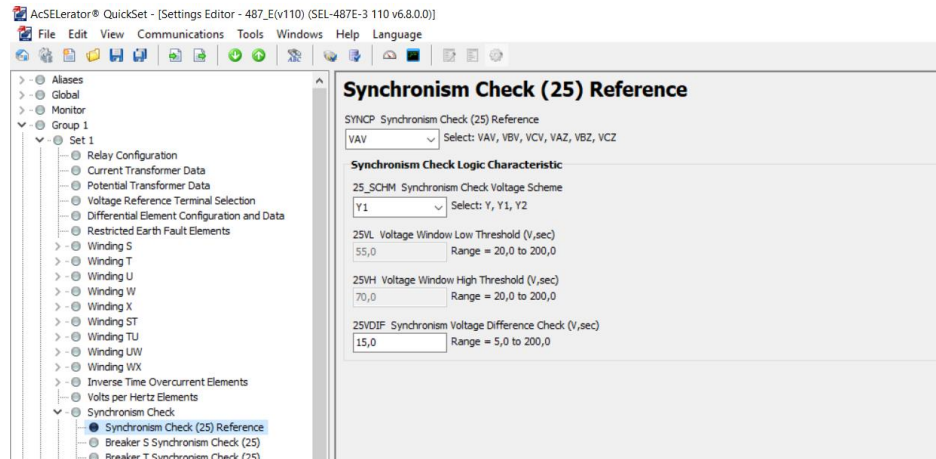 AcSELerator® QuickSet - [Settings Editor - 487_E(v110) (SEL-487E-3 110 v6.8.0.0)]
File Edit View Communications Tools Windows Help Language
Aliases
Global
Monitor
Group 1
Set 1
Relay Configuration
Current Transformer Data
Potential Transformer Data
Voltage Reference Terminal Selection
Differential Element Configuration and Data
Restricted Earth Fault Elements
Winding S
Winding T
Winding U
Winding W
Winding X
Winding ST
Winding TU
Winding UW
Winding WX
Inverse Time Overcurrent Elements
Volts per Hertz Elements
Synchronism Check
Synchronism Check (25) Reference
Breaker S Synchronism Check (25)
Breaker T Synchronism Check (25)
Synchronism Check (25) Reference
SYNCP Synchronism Check (25) Reference
VAV Select: VAV, VBV, VCV, VAZ, VBZ, VCZ
Synchronism Check Logic Characteristic
25_SCHM Synchronism Check Voltage Scheme
Y1 Select: Y, Y1, Y2
25VL Voltage Window Low Threshold (V,sec)
55,0 Range = 20,0 to 200,0
25VH Voltage Window High Threshold (V,sec)
70,0 Range = 20,0 to 200,0
25VDIF Synchronism Voltage Difference Check (V,sec)
15,0 Range = 5,0 to 200,0